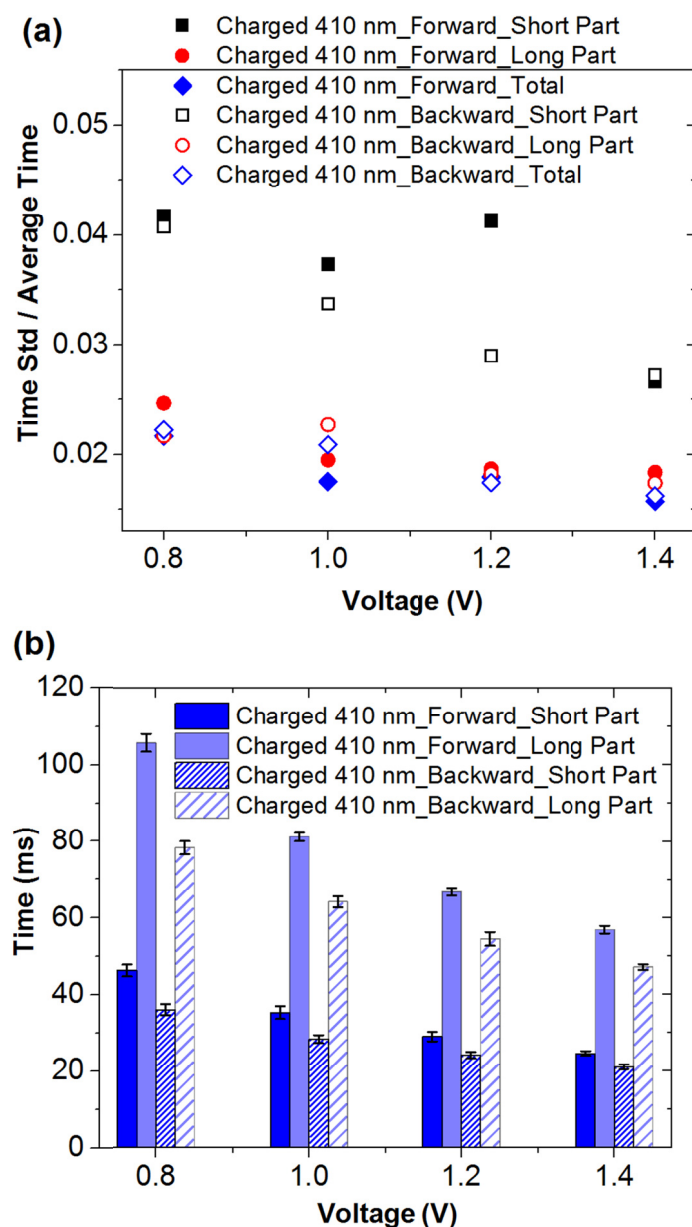 (a)
Charged 410 nm_Forward_Short Part
Charged 410 nm_Forward_Long Part
Charged 410 nm_Forward_Total
Charged 410 nm_Backward_Short Part
Charged 410 nm_Backward_Long Part
Charged 410 nm_Backward_Total
0.05
0.04
0.03
0.02
Time Std / Average Time
0.8
1.0
1.2
1.4
Voltage (V)
(b)
Charged 410 nm_Forward_Short Part
Charged 410 nm_Forward_Long Part
Charged 410 nm_Backward_Short Part
Charged 410 nm_Backward_Long Part
120
100
80
60
40
20
0
Time (ms)
0.8
1.0
1.2
1.4
Voltage (V)